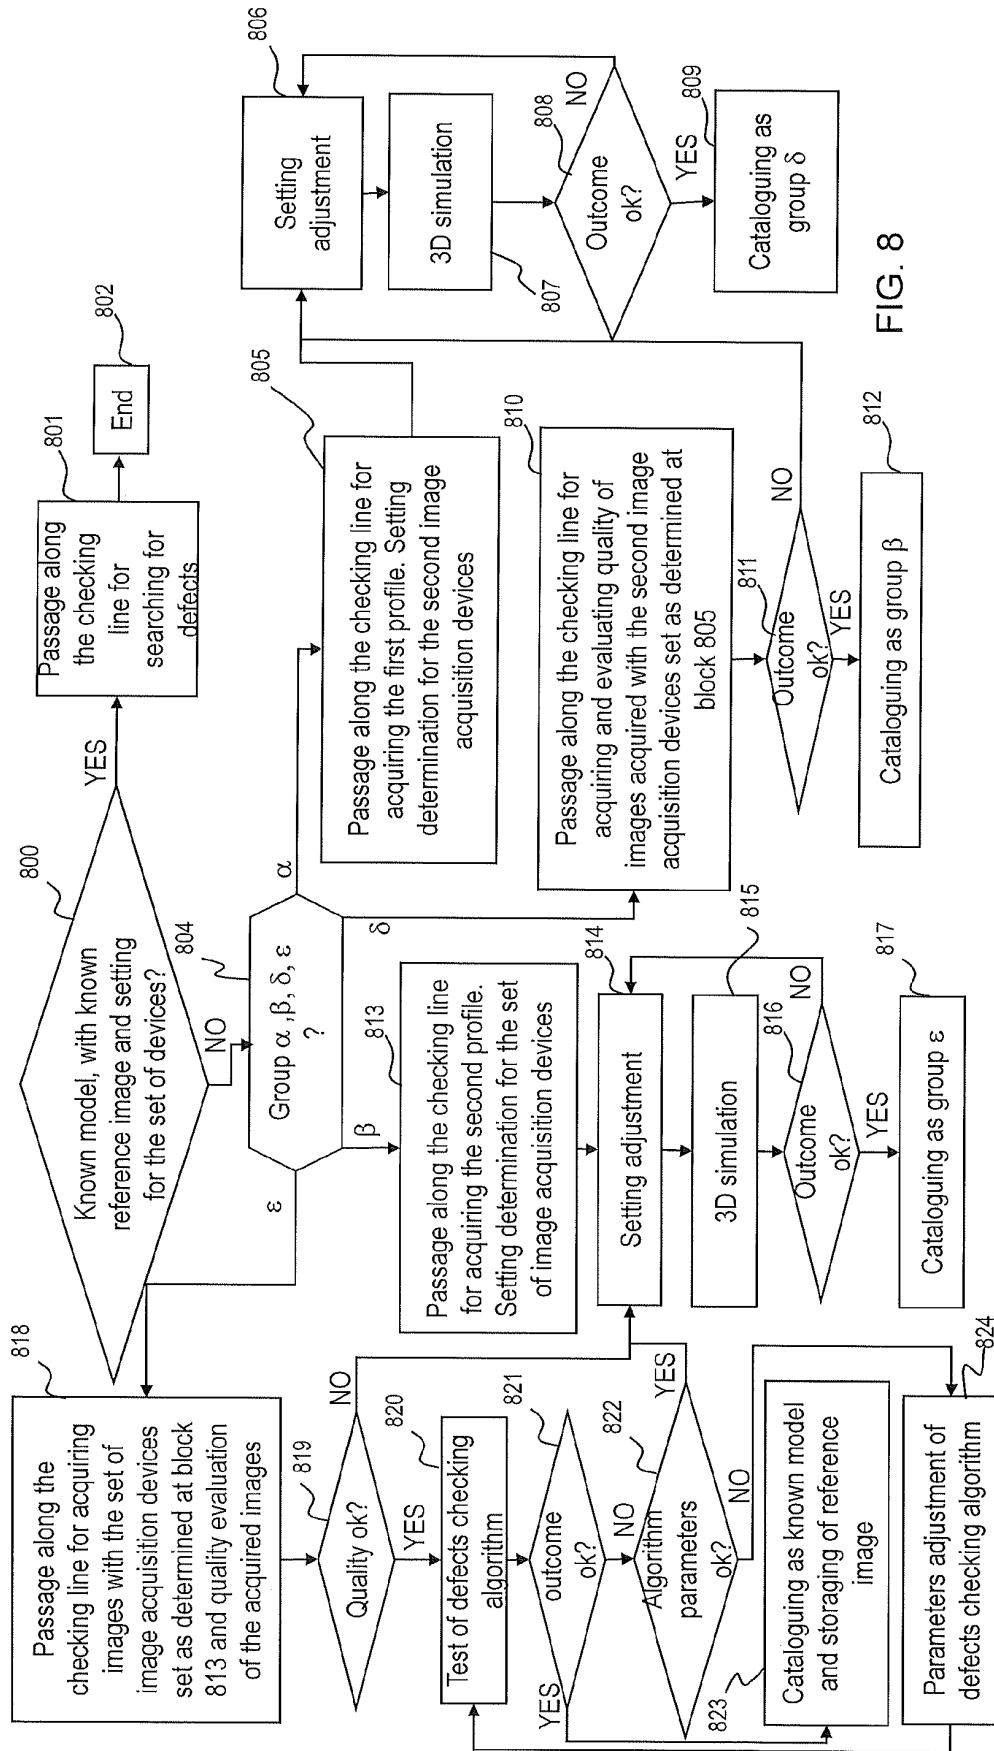 800
Known model, with known
reference image and setting
for the set of devices?
YES
NO
801
Passage along
the checking
line for
searching for
defects
802
End
804
Group α ,β, δ, ε
?
α
β
δ
ε
805
Passage along the checking line for
acquiring the first profile. Setting
determination for the second image
acquisition devices
806
Setting
adjustment
3D simulation
807
808
Outcome
ok?
NO
YES
809
Cataloguing as
group δ
810
Passage along the checking line for
acquiring and evaluating quality of
images acquired with the second image
acquisition devices set as determined at
block 805
811
Outcome
ok?
NO
YES
812
Cataloguing as group β
813
Passage along the checking line
for acquiring the second profile.
Setting determination for the set
of image acquisition devices
814
Setting adjustment
815
3D simulation
816
Outcome
ok?
NO
YES
817
Cataloguing as group ε
818
Passage along the
checking line for acquiring
images with the set of
image acquisition devices
set as determined at block
813 and quality evaluation
of the acquired images
819
Quality ok?
NO
YES
820
Test of defects checking
algorithm
821
outcome
ok?
YES
NO
822
Algorithm
parameters
ok?
YES
NO
823
Cataloguing as known model
and storaging of reference
image
824
Parameters adjustment of
defects checking algorithm
FIG. 8